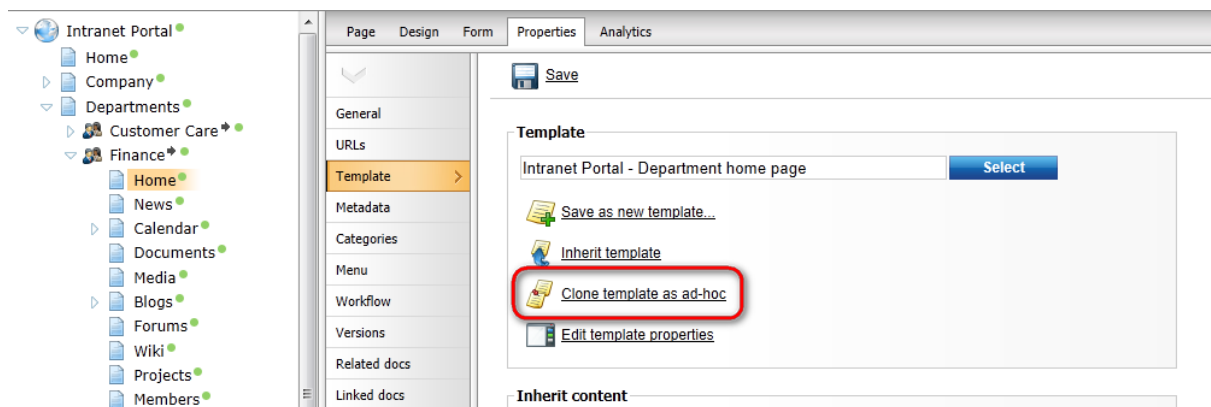 Intranet Portal
Home
Company
Departments
Customer Care
Finance
Home
News
Calendar
Documents
Media
Blogs
Forums
Wiki
Projects
Members
Page Design Form Properties Analytics
General
URLs
Template >
Metadata
Categories
Menu
Workflow
Versions
Related docs
Linked docs
Save
Template
Intranet Portal - Department home page Select
Save as new template...
Inherit template
Clone template as ad-hoc
Edit template properties
Inherit content